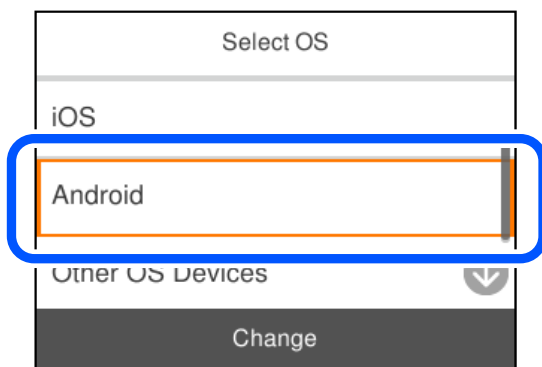 Select OS
iOS
Android
Other OS Devices
Change